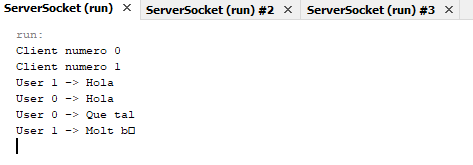 ServerSocket (run) × ServerSocket (run) #2 × ServerSocket (run) #3 ×
run:
Client numero 0
Client numero 1
User 1 -> Hola
User 0 -> Hola
User 0 -> Que tal
User 1 -> Molt b□